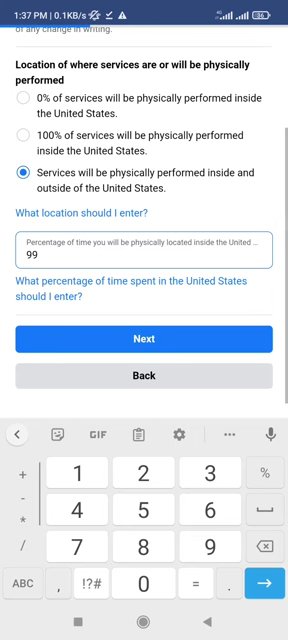 1:37 PM | 0.1KB/s
4G
86
of any change in writing.
Location of where services are or will be physically
performed
0% of services will be physically performed inside
the United States.
100% of services will be physically performed
inside the United States.
Services will be physically performed inside and
outside of the United States.
What location should I enter?
Percentage of time you will be physically located inside the United ...
99
What percentage of time spent in the United States
should I enter?
Next
Back
GIF
+ 1 2 3 %
- 4 5 6
*
/ 7 8 9
ABC , !?# 0 = .